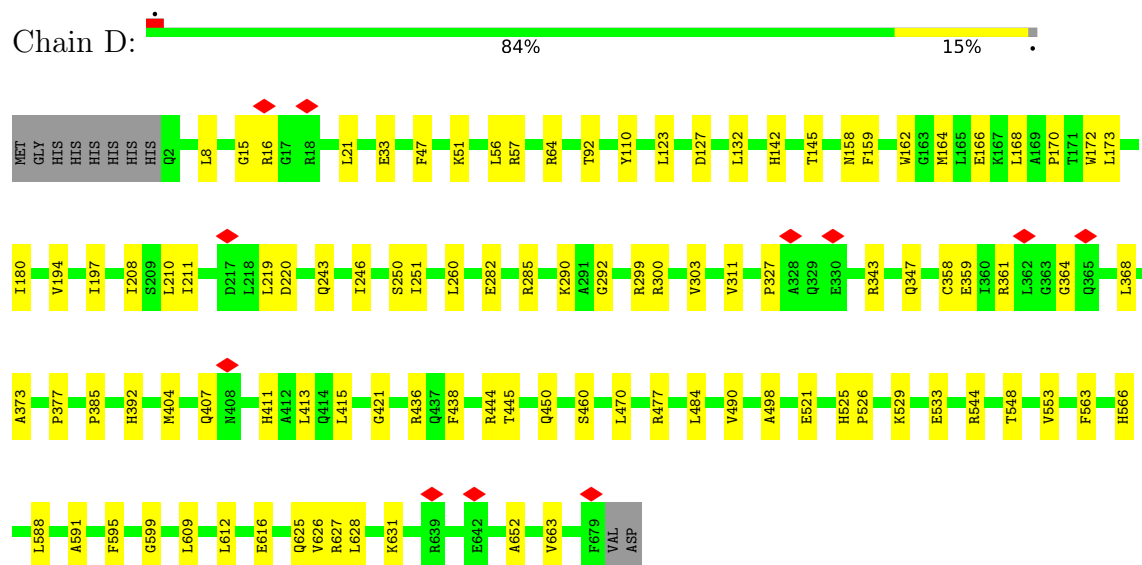 Chain D:
84% 15%
MET GLY HIS HIS HIS HIS HIS HIS Q2 L8 G15 R16 G17 R18 L21 E33 F47 K51 L56 R57 R64 T92 Y110 L123 D127 L132 H142 T145 N158 F159 W162 G163 M164 L165 E166 K167 L168 A169 P170 T171 W172 L173
I180 V194 I197 I208 S209 L210 I211 D217 L218 L219 D220 Q243 I246 S250 I251 L260 E282 R285 K290 A291 G292 R299 R300 V303 V311 P327 A328 Q329 E330 R343 Q347 C358 E359 I360 R361 L362 G363 G364 Q365 L368
A373 P377 P385 H392 M404 Q407 N408 H411 A412 L413 Q414 L415 G421 R436 Q437 F438 R444 T445 Q450 S460 L470 R477 L484 V490 A498 E521 H525 P526 K529 E533 R544 T548 V553 F563 H566
L588 A591 F595 G599 L609 L612 E616 Q625 V626 R627 L628 K631 R639 E642 A652 V663 F679 VAL ASP